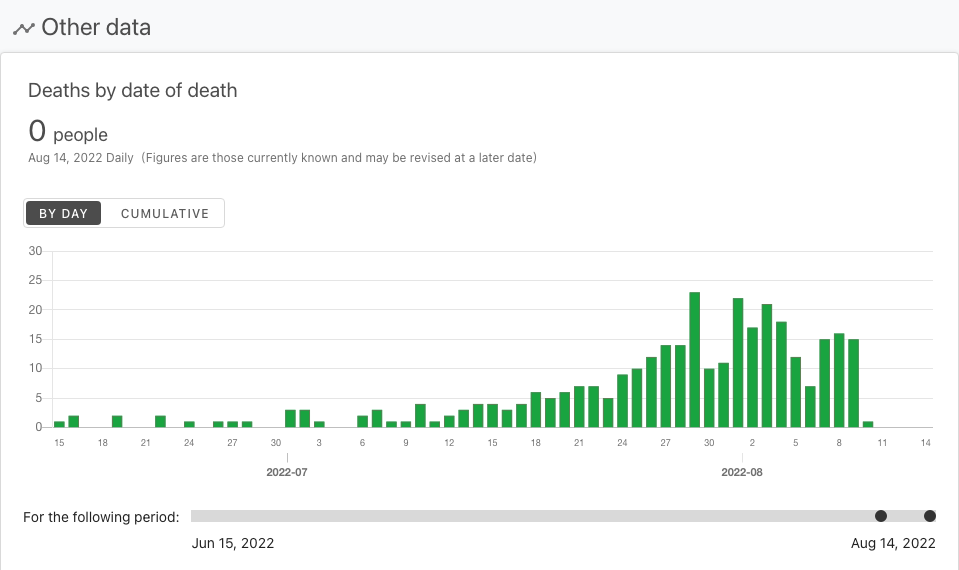 Other data
Deaths by date of death
0 people
Aug 14, 2022 Daily (Figures are those currently known and may be revised at a later date)
BY DAY CUMULATIVE
30
25
20
15
10
5
0
15 18 21 24 27 30 3 6 9 12 15 18 21 24 27 30 2 5 8 11 14
2022-07 2022-08
For the following period:
Jun 15, 2022 Aug 14, 2022